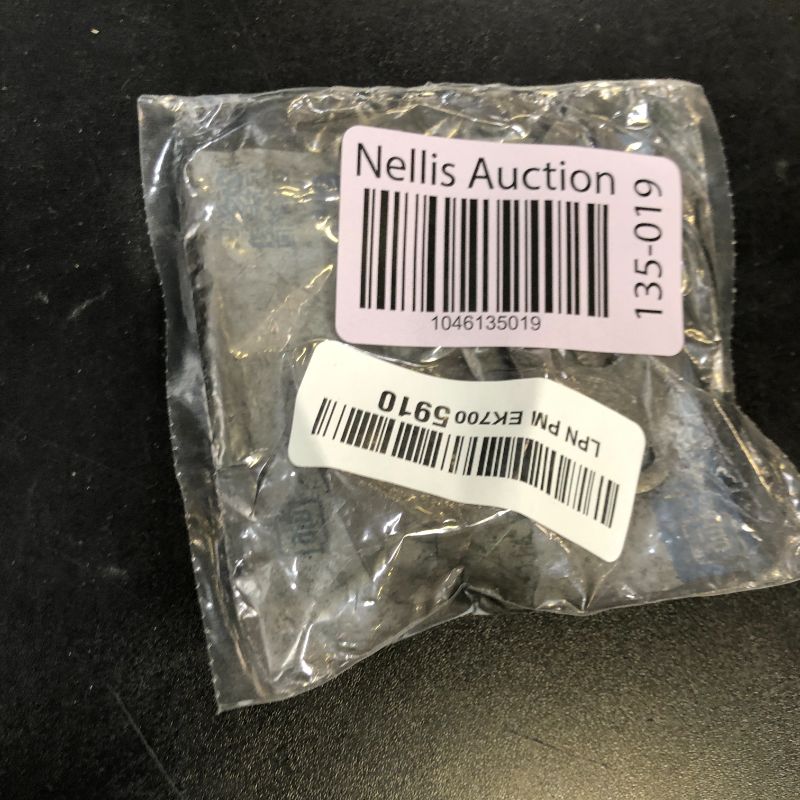 Nellis Auction
135-019
1046135019
LPN PM EK700 5910